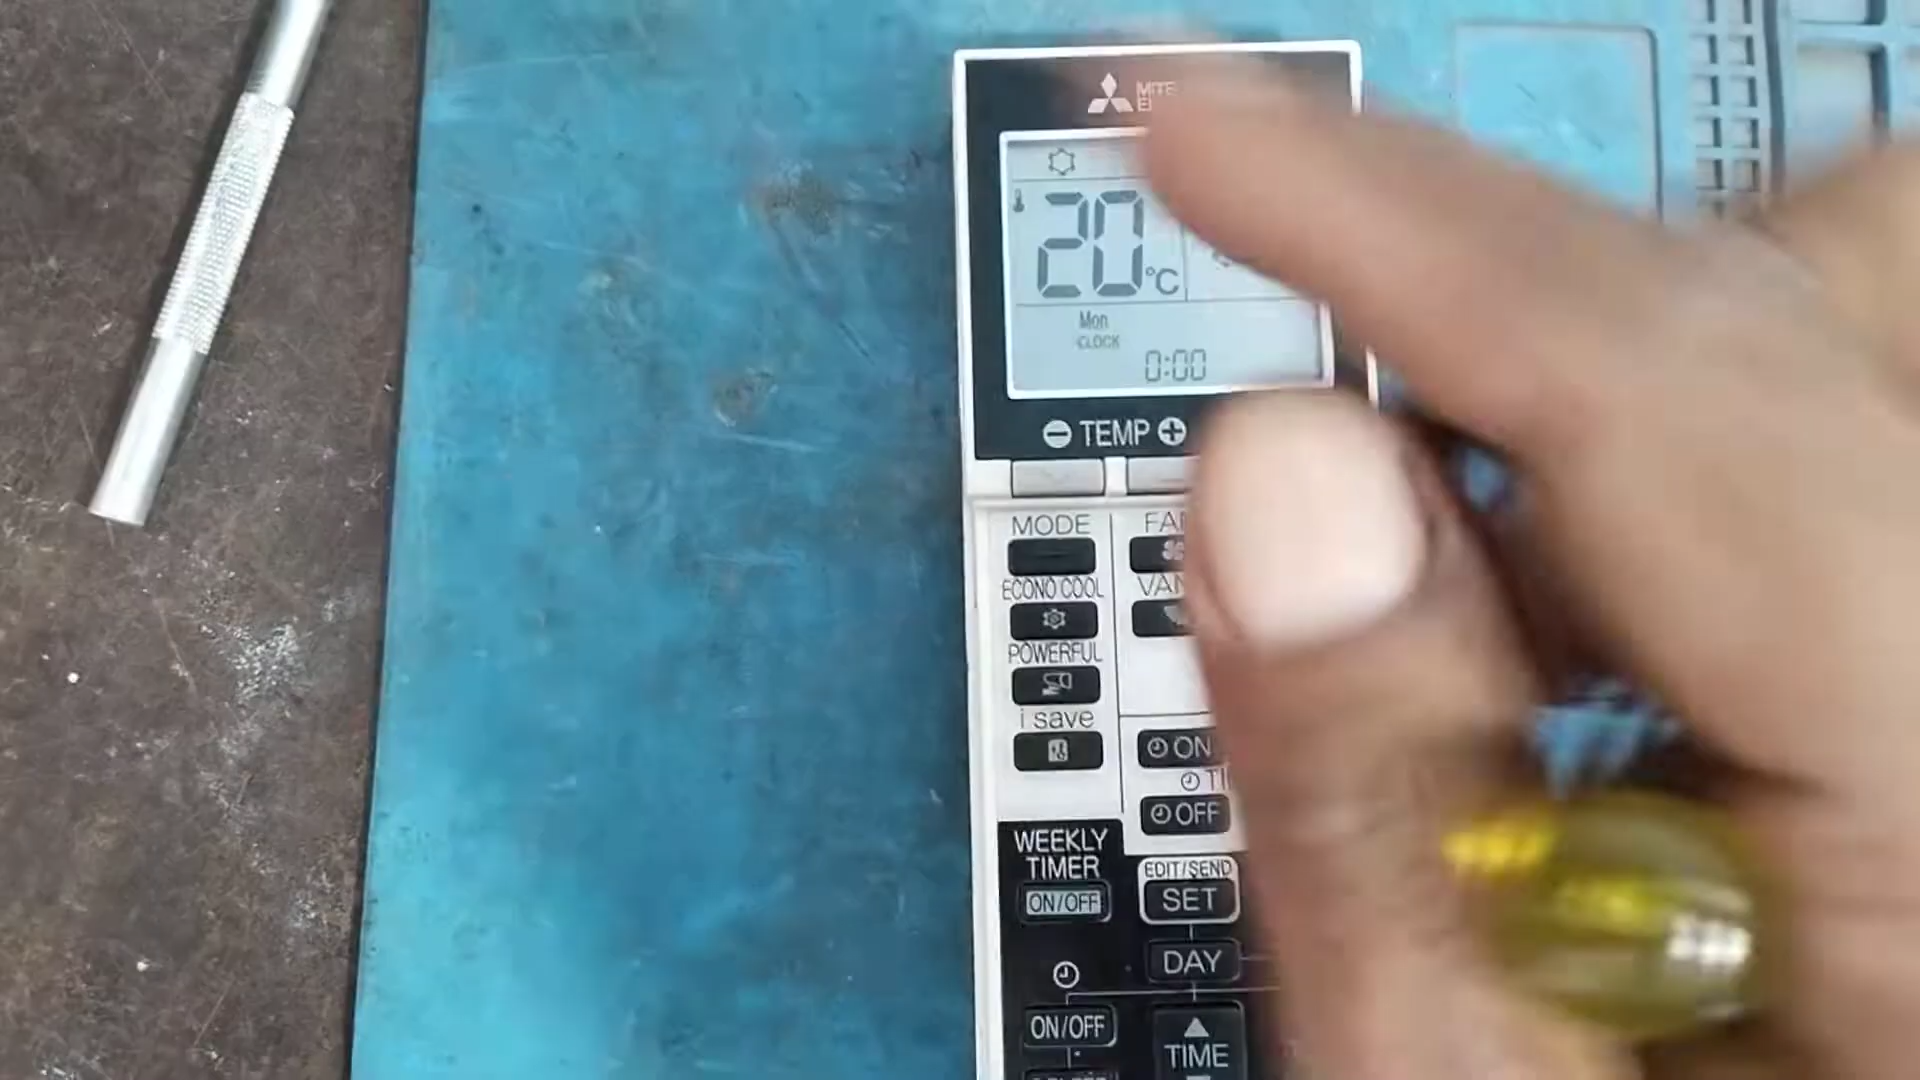 20°C
Mon
CLOCK
0:00
TEMP
MODE
ECONO COOL
POWERFUL
i save
ON
OFF
WEEKLY
TIMER
ON/OFF
EDIT/SEND
SET
DAY
ON/OFF
TIME